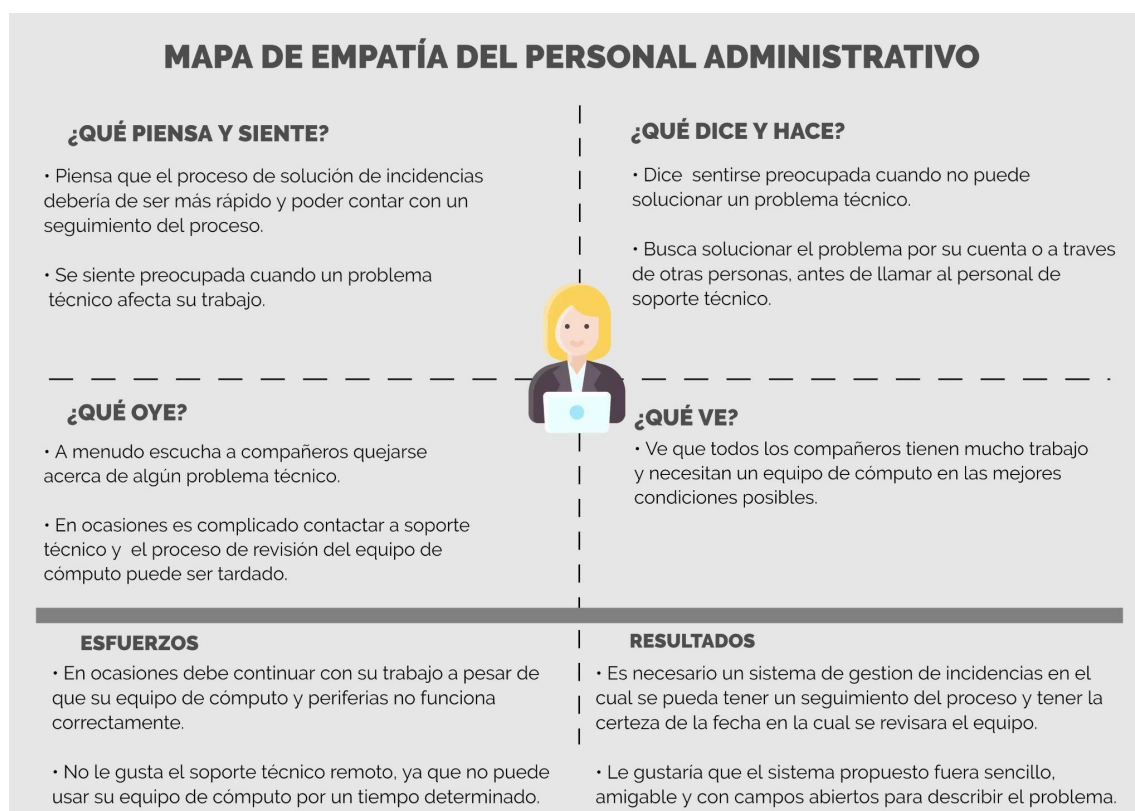 MAPA DE EMPATÍA DEL PERSONAL ADMINISTRATIVO
¿QUÉ PIENSA Y SIENTE?
• Piensa que el proceso de solución de incidencias
debería de ser más rápido y poder contar con un
seguimiento del proceso.
• Se siente preocupada cuando un problema
técnico afecta su trabajo.
¿QUÉ DICE Y HACE?
• Dice sentirse preocupada cuando no puede
solucionar un problema técnico.
• Busca solucionar el problema por su cuenta o a traves
de otras personas, antes de llamar al personal de
soporte técnico.
¿QUÉ OYE?
• A menudo escucha a compañeros quejarse
acerca de algún problema técnico.
• En ocasiones es complicado contactar a soporte
técnico y el proceso de revisión del equipo de
cómputo puede ser tardado.
¿QUÉ VE?
• Ve que todos los compañeros tienen mucho trabajo
y necesitan un equipo de cómputo en las mejores
condiciones posibles.
ESFUERZOS
• En ocasiones debe continuar con su trabajo a pesar de
que su equipo de cómputo y periferias no funciona
correctamente.
• No le gusta el soporte técnico remoto, ya que no puede
usar su equipo de cómputo por un tiempo determinado.
RESULTADOS
• Es necesario un sistema de gestion de incidencias en el
cual se pueda tener un seguimiento del proceso y tener la
certeza de la fecha en la cual se revisara el equipo.
• Le gustaría que el sistema propuesto fuera sencillo,
amigable y con campos abiertos para describir el problema.